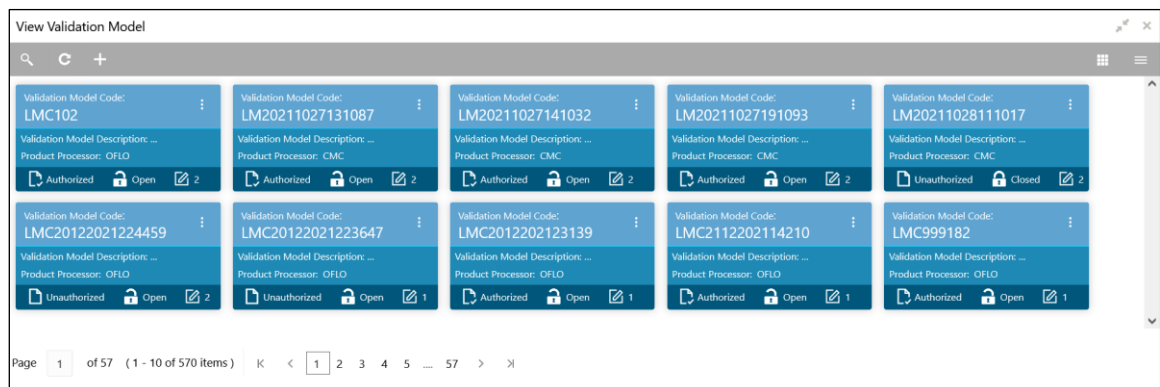 View Validation Model
Validation Model Code:
LMC102
Validation Model Description: ...
Product Processor: OFLO
Authorized Open 2
Validation Model Code:
LM20211027131087
Validation Model Description: ...
Product Processor: CMC
Authorized Open 2
Validation Model Code:
LM20211027141032
Validation Model Description: ...
Product Processor: CMC
Authorized Open 2
Validation Model Code:
LM20211027191093
Validation Model Description: ...
Product Processor: CMC
Authorized Open 2
Validation Model Code:
LM20211028111017
Validation Model Description: ...
Product Processor: CMC
Unauthorized Closed 2
Validation Model Code:
LMC20122021224459
Validation Model Description: ...
Product Processor: OFLO
Unauthorized Open 2
Validation Model Code:
LMC20122021223647
Validation Model Description: ...
Product Processor: OFLO
Unauthorized Open 1
Validation Model Code:
LMC2012202123139
Validation Model Description: ...
Product Processor: OFLO
Authorized Open 1
Validation Model Code:
LMC2112202114210
Validation Model Description: ...
Product Processor: OFLO
Authorized Open 1
Validation Model Code:
LMC999182
Validation Model Description: ...
Product Processor: OFLO
Authorized Open 1
Page 1 of 57 ( 1 - 10 of 570 items ) 1 2 3 4 5 .... 57